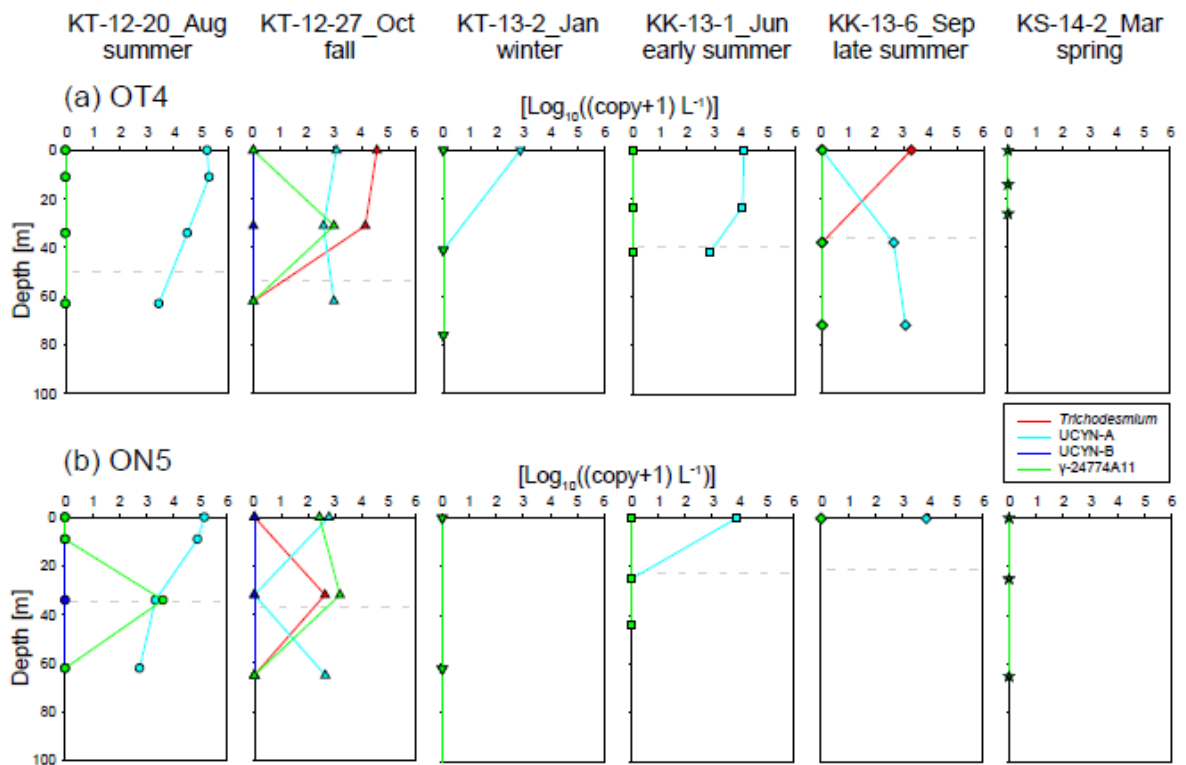 KT-12-20_Aug KT-12-27_Oct KT-13-2_Jan KK-13-1_Jun KK-13-6_Sep KS-14-2_Mar
summer fall winter early summer late summer spring
(a) OT4 [Log₁₀((copy+1) L⁻¹)]
0 1 2 3 4 5 6 0 1 2 3 4 5 6 0 1 2 3 4 5 6 0 1 2 3 4 5 6 0 1 2 3 4 5 6 0 1 2 3 4 5 6
0
20
40
60
80
100
Depth [m]
Trichodesmium
UCYN-A
UCYN-B
γ-24774A11
(b) ON5 [Log₁₀((copy+1) L⁻¹)]
0 1 2 3 4 5 6 0 1 2 3 4 5 6 0 1 2 3 4 5 6 0 1 2 3 4 5 6 0 1 2 3 4 5 6 0 1 2 3 4 5 6
0
20
40
60
80
100
Depth [m]